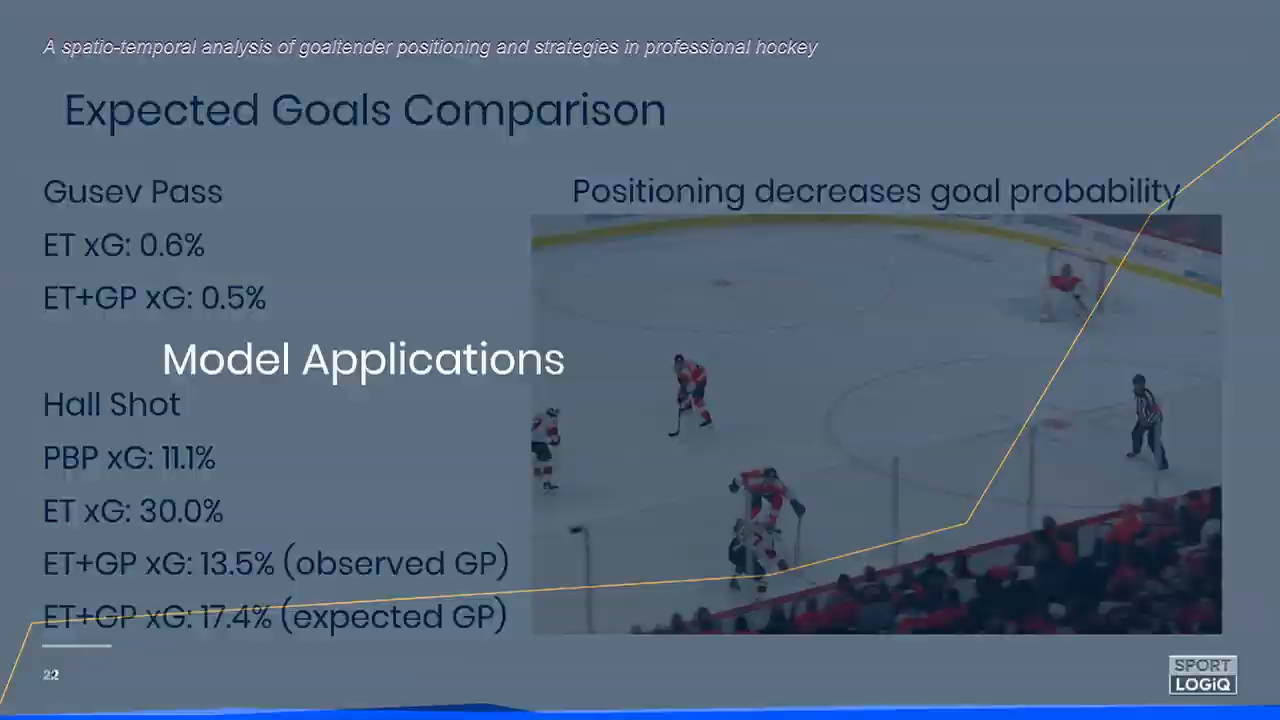 A spatio-temporal analysis of goaltender positioning and strategies in professional hockey
Expected Goals Comparison
Gusev Pass
ET xG: 0.6%
ET+GP xG: 0.5%
Positioning decreases goal probability
Model Applications
Hall Shot
PBP xG: 11.1%
ET xG: 30.0%
ET+GP xG: 13.5% (observed GP)
ET+GP xG: 17.4% (expected GP)
22
SPORT
LOGiQ